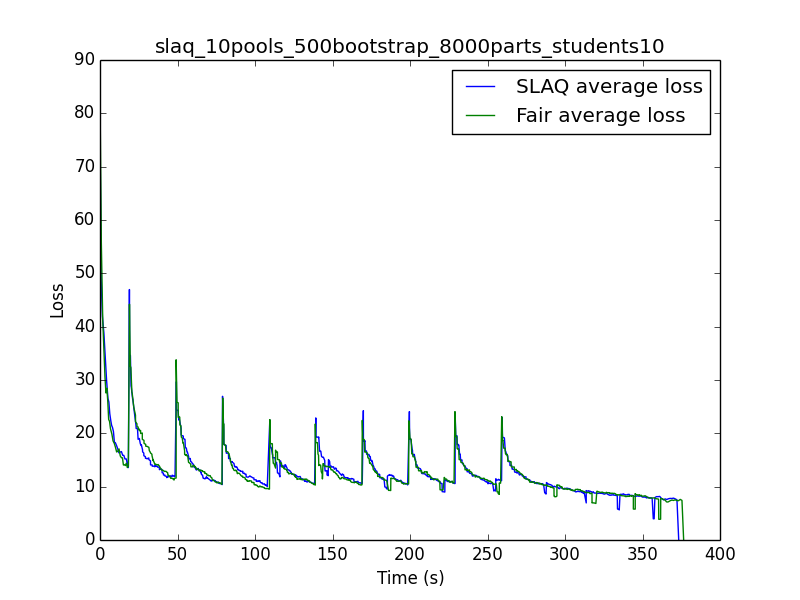 slaq_10pools_500bootstrap_8000parts_students10
SLAQ average loss
Fair average loss
90
80
70
60
50
40
30
20
10
0
Loss
0 50 100 150 200 250 300 350 400
Time (s)